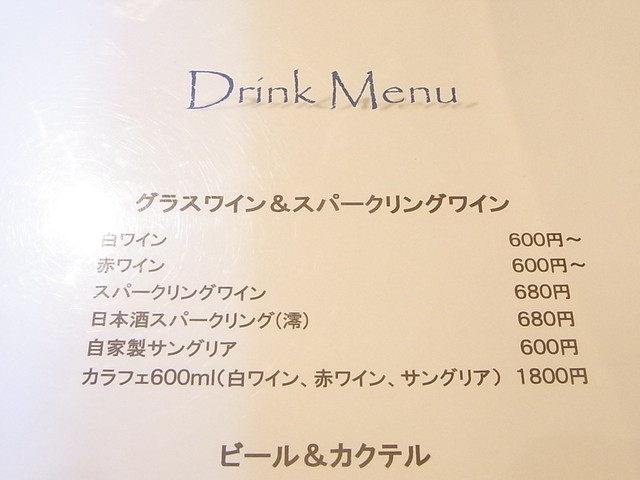 Drink Menu
グラスワイン＆スパークリングワイン
白ワイン 600円～
赤ワイン 600円～
スパークリングワイン 680円
日本酒スパークリング(澪) 680円
自家製サングリア 600円
カラフェ600ml(白ワイン、赤ワイン、サングリア) 1800円
ビール＆カクテル